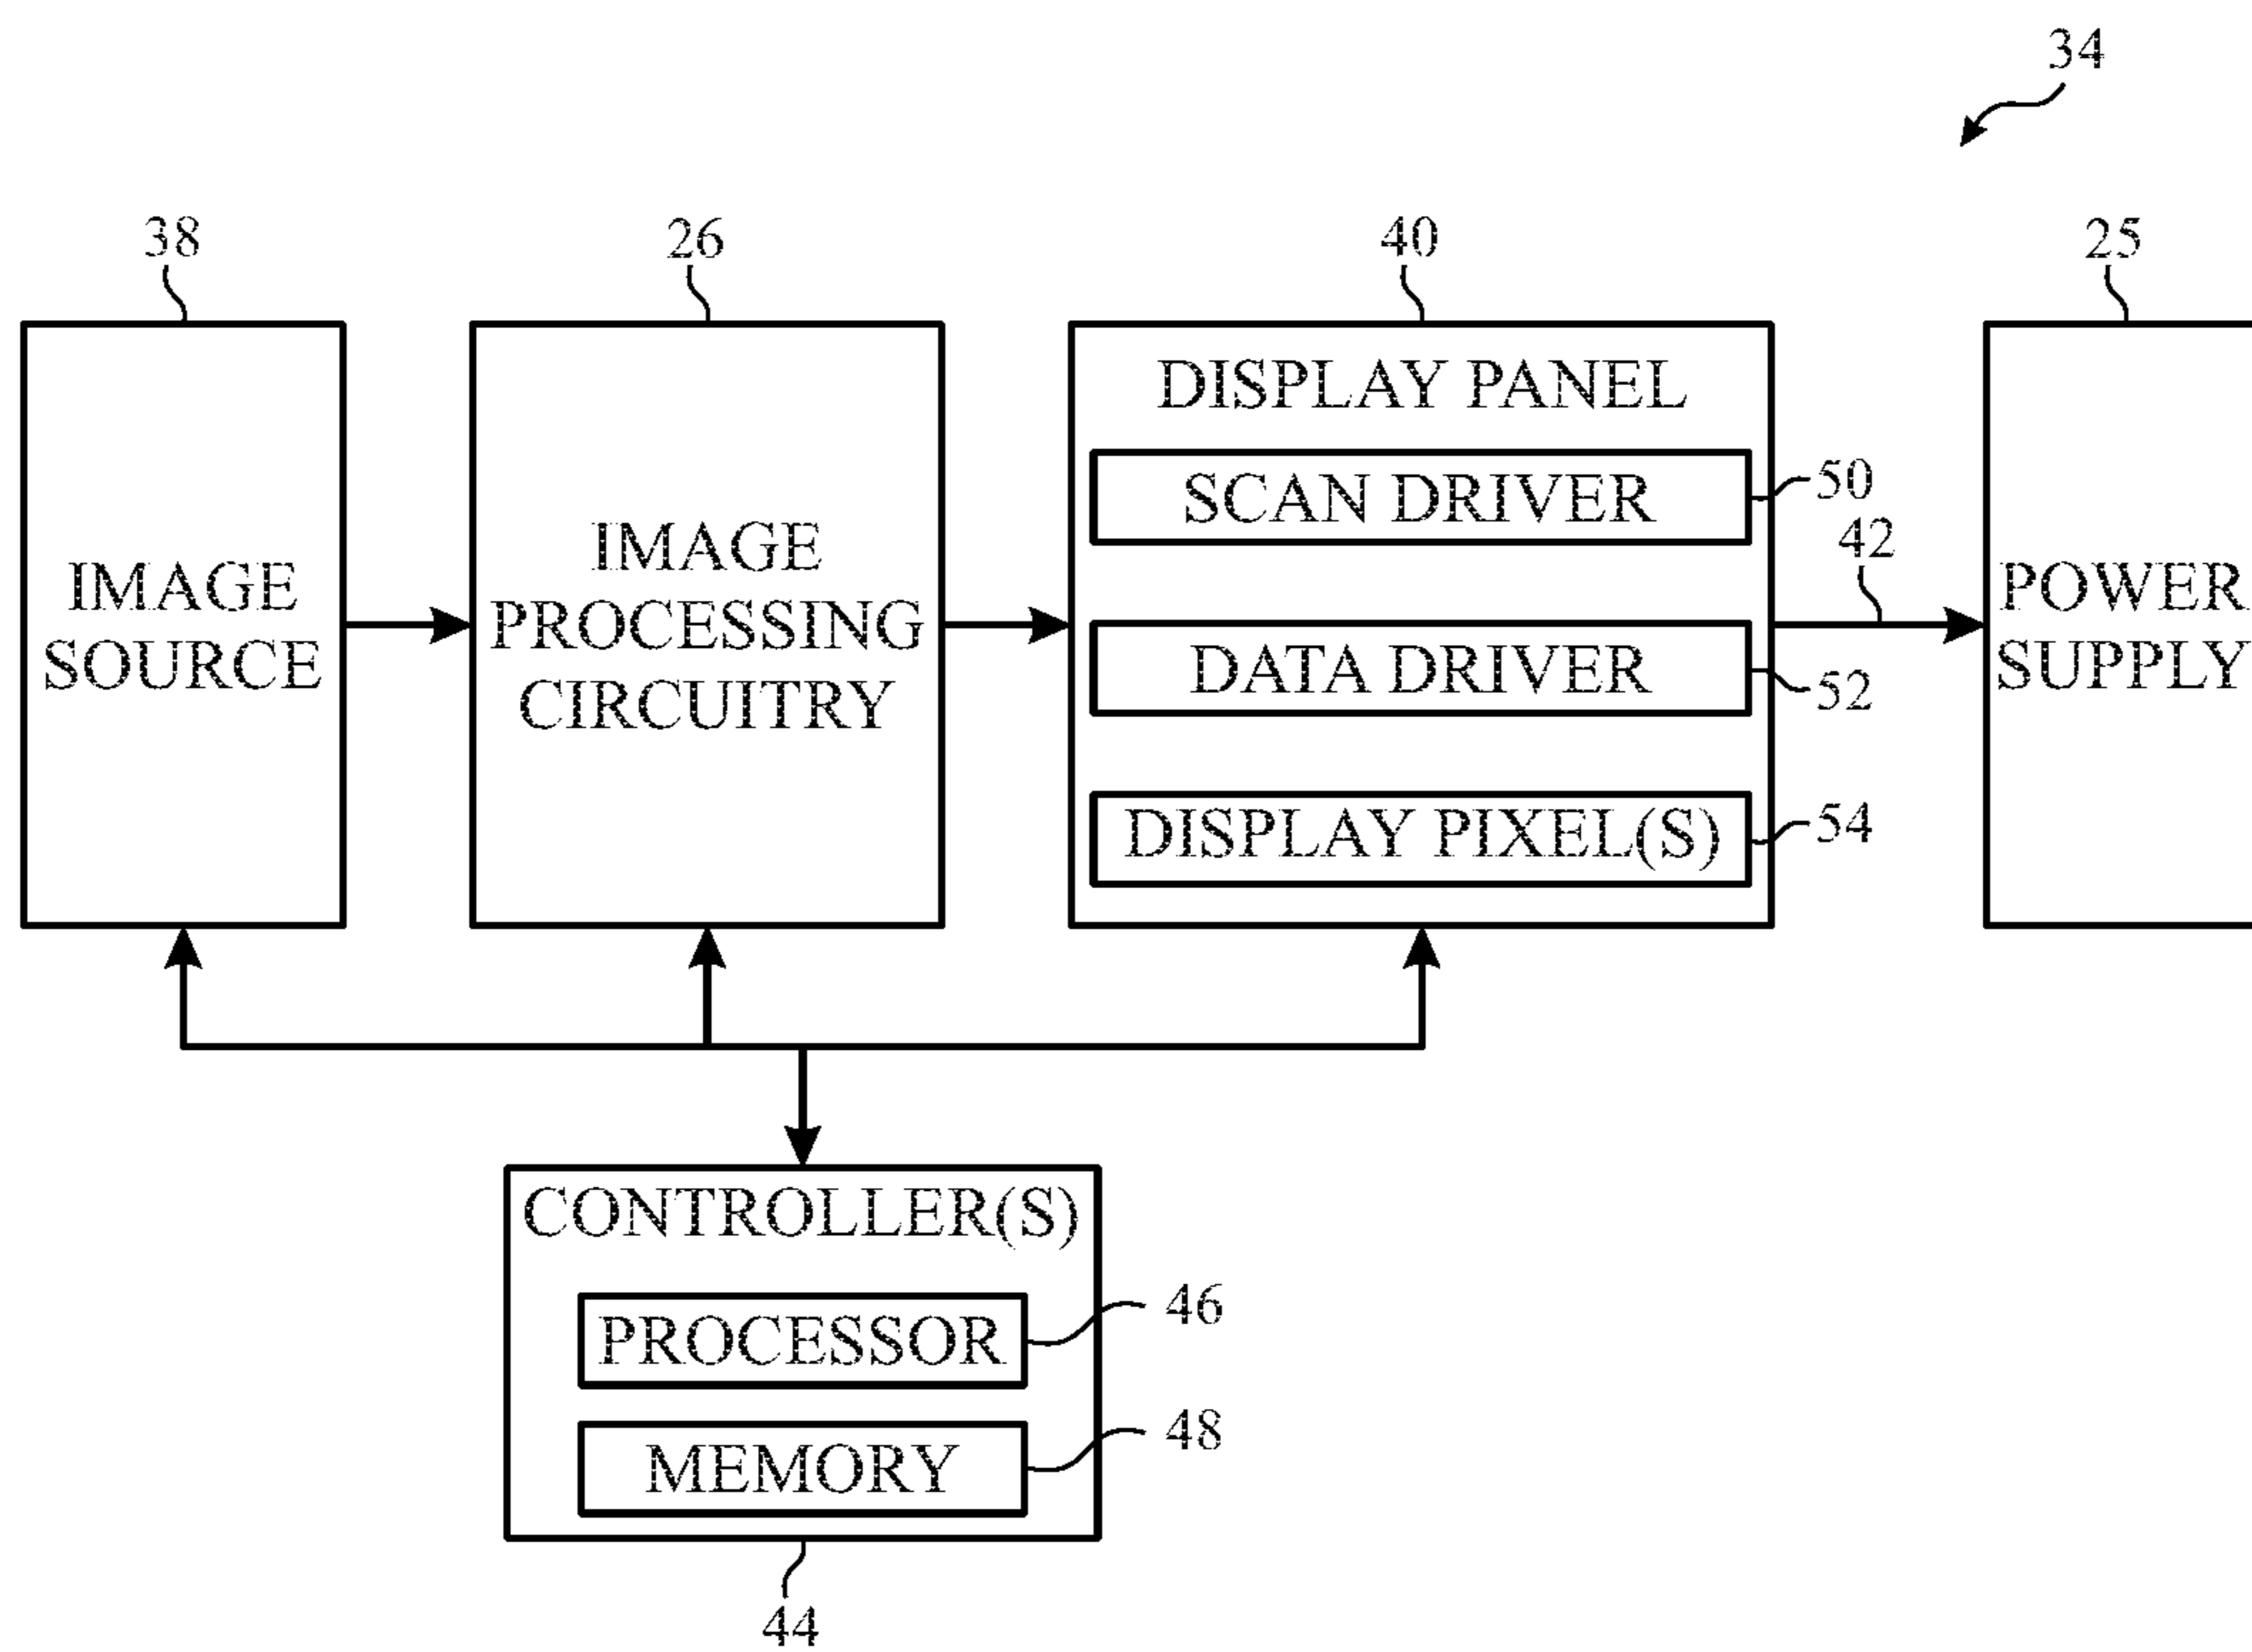 34
38
26
40
25
IMAGE
SOURCE
IMAGE
PROCESSING
CIRCUITRY
DISPLAY PANEL
SCAN DRIVER
50
DATA DRIVER
52
DISPLAY PIXEL(S)
54
42
POWER
SUPPLY
CONTROLLER(S)
PROCESSOR
46
MEMORY
48
44